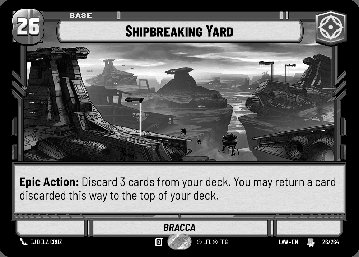 BASE
26
SHIPBREAKING YARD
Epic Action: Discard 3 cards from your deck. You may return a card
discarded this way to the top of your deck.
BRACCA